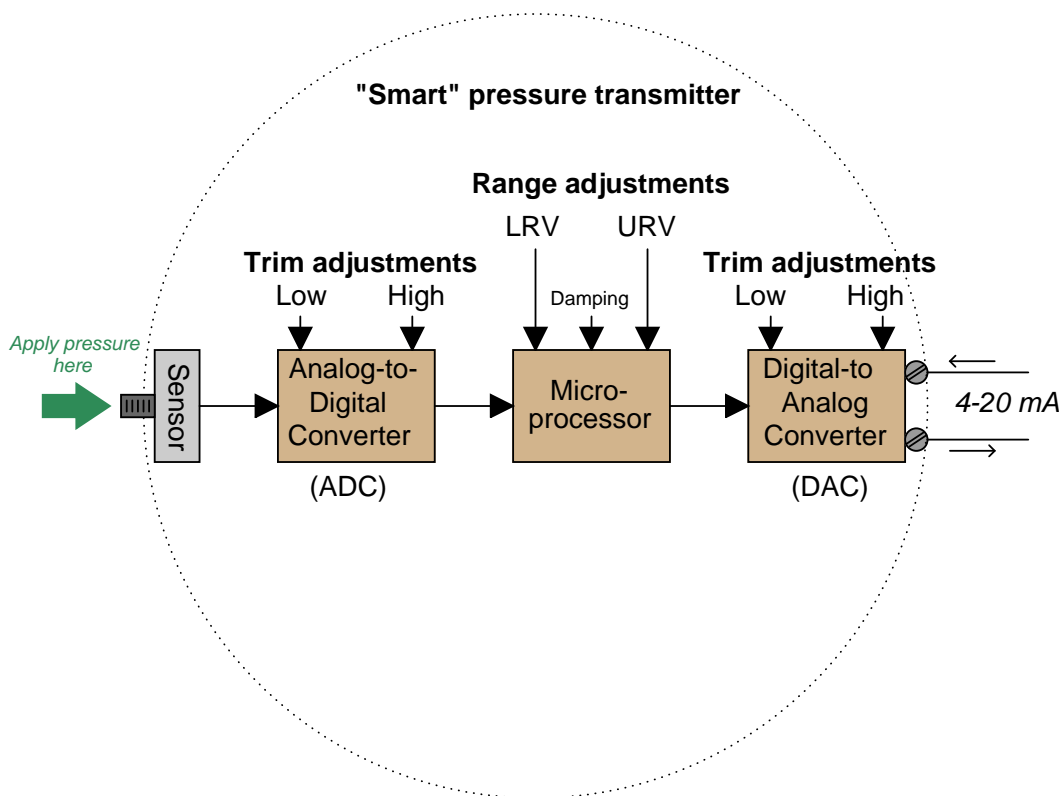 "Smart" pressure transmitter
Range adjustments
LRV
URV
Trim adjustments
Low
High
Damping
Trim adjustments
Low
High
Apply pressure
here
Sensor
Analog-to-
Digital
Converter
(ADC)
Micro-
processor
Digital-to
Analog
Converter
(DAC)
4-20 mA